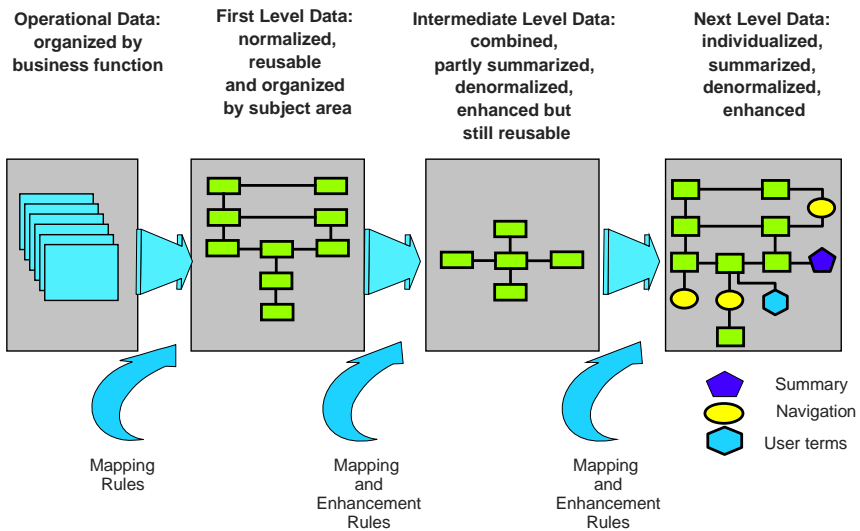 Operational Data:
organized by
business function
First Level Data:
normalized,
reusable
and organized
by subject area
Intermediate Level Data:
combined,
partly summarized,
denormalized,
enhanced but
still reusable
Next Level Data:
individualized,
summarized,
denormalized,
enhanced
Mapping
Rules
Mapping
and
Enhancement
Rules
Mapping
and
Enhancement
Rules
Summary
Navigation
User terms